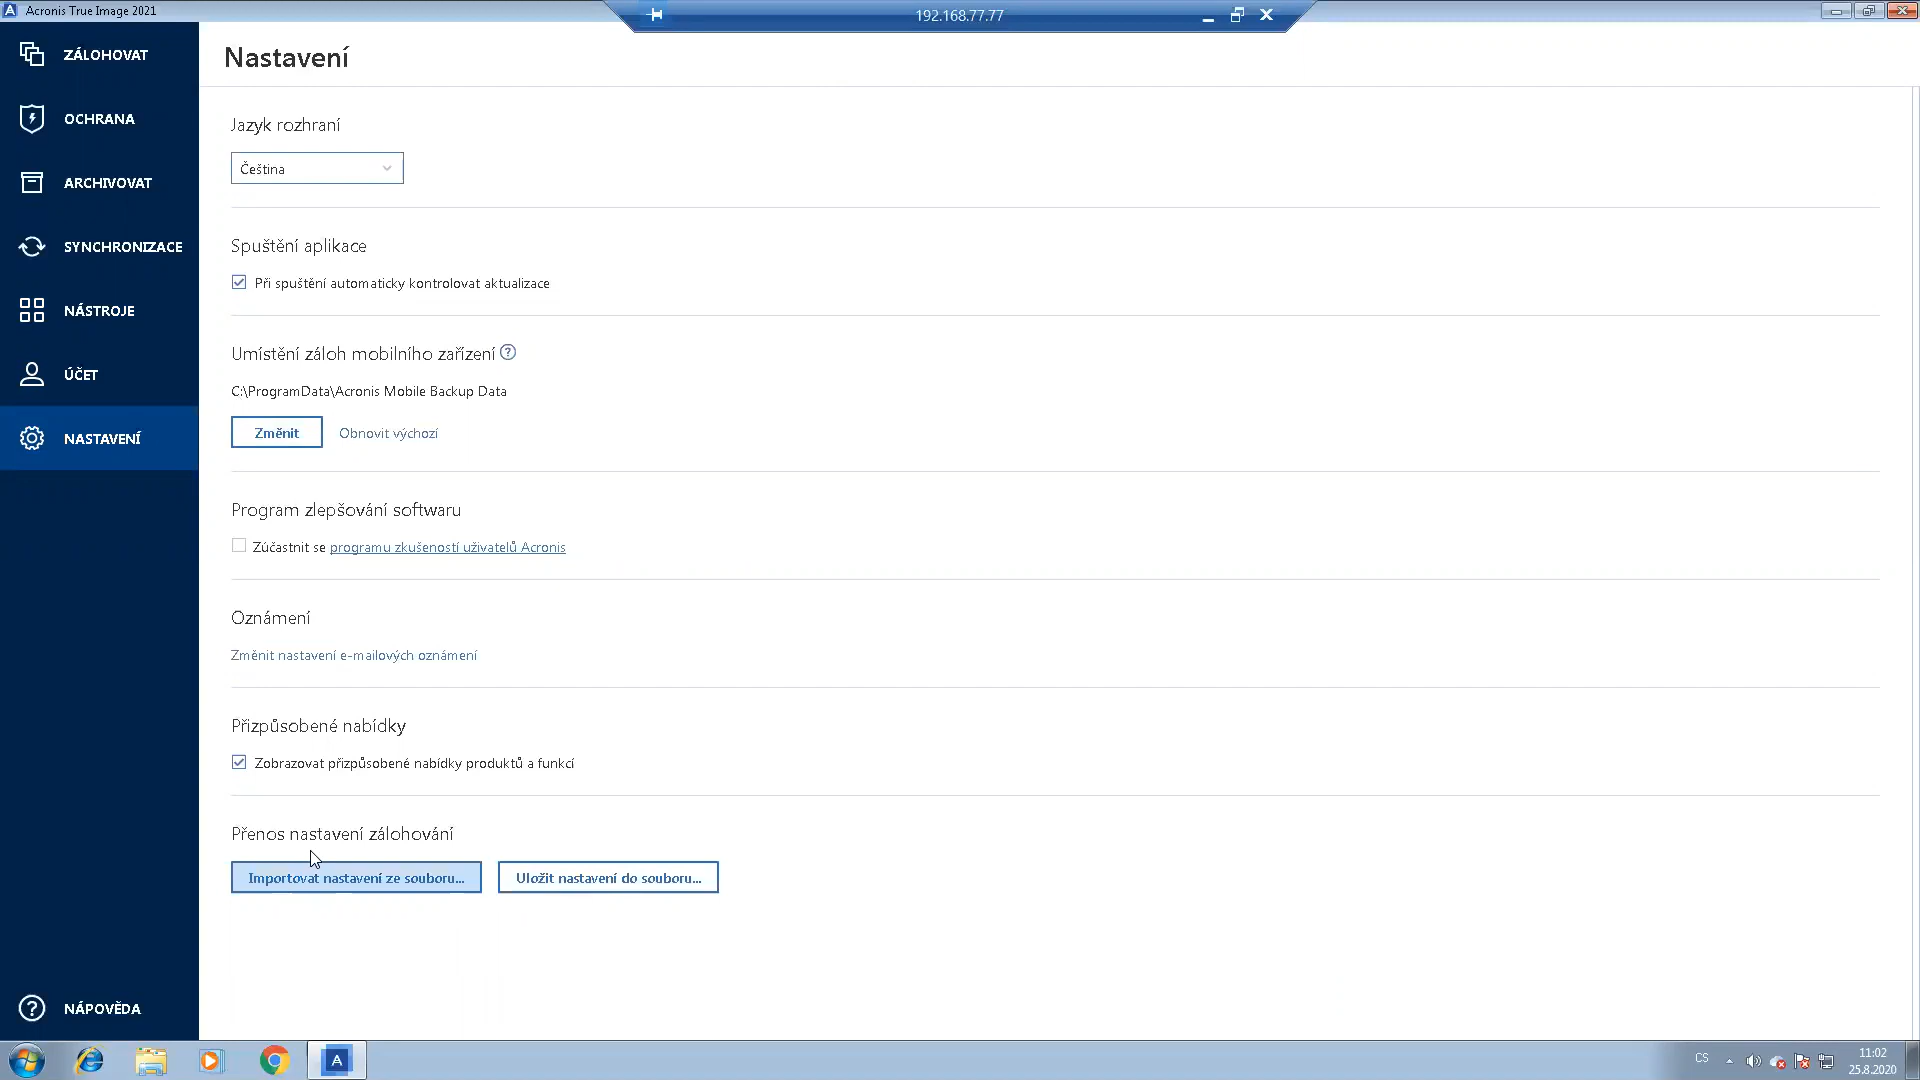 Acronis True Image 2021
192.168.77.77
ZÁLOHOVAT
OCHRANA
ARCHIVOVAT
SYNCHRONIZACE
NÁSTROJE
ÚČET
NASTAVENÍ
NÁPOVĚDA
Nastavení
Jazyk rozhraní
Čeština
Spuštění aplikace
Při spuštění automaticky kontrolovat aktualizace
Umístění záloh mobilního zařízení
C:\ProgramData\Acronis Mobile Backup Data
Změnit Obnovit výchozí
Program zlepšování softwaru
Zúčastnit se programu zkušeností uživatelů Acronis
Oznámení
Změnit nastavení e-mailových oznámení
Přizpůsobené nabídky
Zobrazovat přizpůsobené nabídky produktů a funkcí
Přenos nastavení zálohování
Importovat nastavení ze souboru... Uložit nastavení do souboru...
CS
11:02
25.8.2020